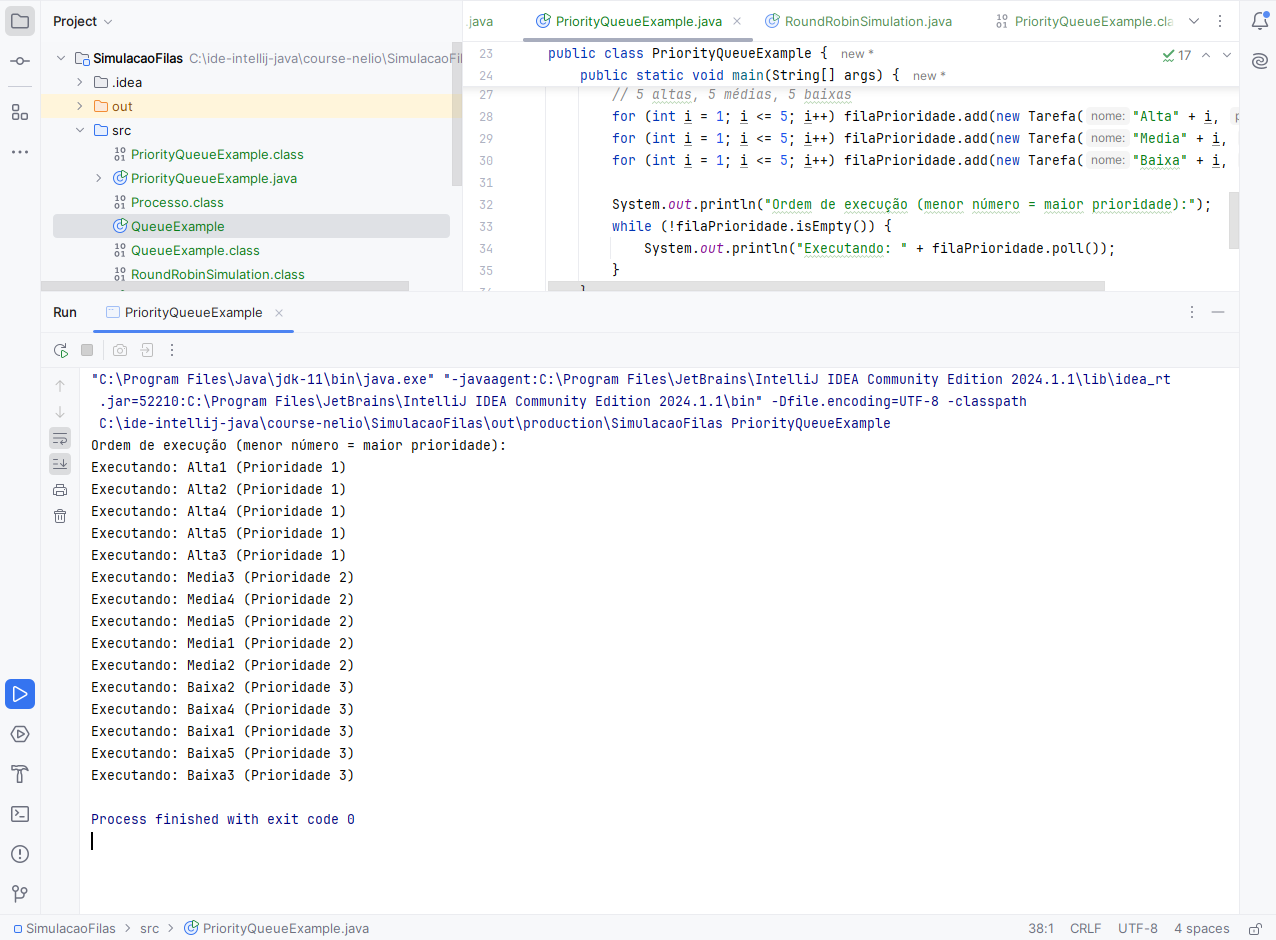 Project
SimulacaoFilas C:\ide-intellij-java\course-nelio\SimulacaoFil
.idea
out
src
PriorityQueueExample.class
PriorityQueueExample.java
Processo.class
QueueExample
QueueExample.class
RoundRobinSimulation.class
.java
PriorityQueueExample.java
RoundRobinSimulation.java
PriorityQueueExample.cla
17
23 public class PriorityQueueExample { new *
24 public static void main(String[] args) { new *
27 // 5 altas, 5 médias, 5 baixas
28 for (int i = 1; i <= 5; i++) filaPrioridade.add(new Tarefa( nome: "Alta" + i, p
29 for (int i = 1; i <= 5; i++) filaPrioridade.add(new Tarefa( nome: "Media" + i,
30 for (int i = 1; i <= 5; i++) filaPrioridade.add(new Tarefa( nome: "Baixa" + i,
31
32 System.out.println("Ordem de execução (menor número = maior prioridade):");
33 while (!filaPrioridade.isEmpty()) {
34 System.out.println("Executando: " + filaPrioridade.poll());
35 }
Run PriorityQueueExample
"C:\Program Files\Java\jdk-11\bin\java.exe" "-javaagent:C:\Program Files\JetBrains\IntelliJ IDEA Community Edition 2024.1.1\lib\idea_rt
.jar=52210:C:\Program Files\JetBrains\IntelliJ IDEA Community Edition 2024.1.1\bin" -Dfile.encoding=UTF-8 -classpath
C:\ide-intellij-java\course-nelio\SimulacaoFilas\out\production\SimulacaoFilas PriorityQueueExample
Ordem de execução (menor número = maior prioridade):
Executando: Alta1 (Prioridade 1)
Executando: Alta2 (Prioridade 1)
Executando: Alta4 (Prioridade 1)
Executando: Alta5 (Prioridade 1)
Executando: Alta3 (Prioridade 1)
Executando: Media3 (Prioridade 2)
Executando: Media4 (Prioridade 2)
Executando: Media5 (Prioridade 2)
Executando: Media1 (Prioridade 2)
Executando: Media2 (Prioridade 2)
Executando: Baixa2 (Prioridade 3)
Executando: Baixa4 (Prioridade 3)
Executando: Baixa1 (Prioridade 3)
Executando: Baixa5 (Prioridade 3)
Executando: Baixa3 (Prioridade 3)
Process finished with exit code 0
SimulacaoFilas > src > PriorityQueueExample.java
38:1 CRLF UTF-8 4 spaces